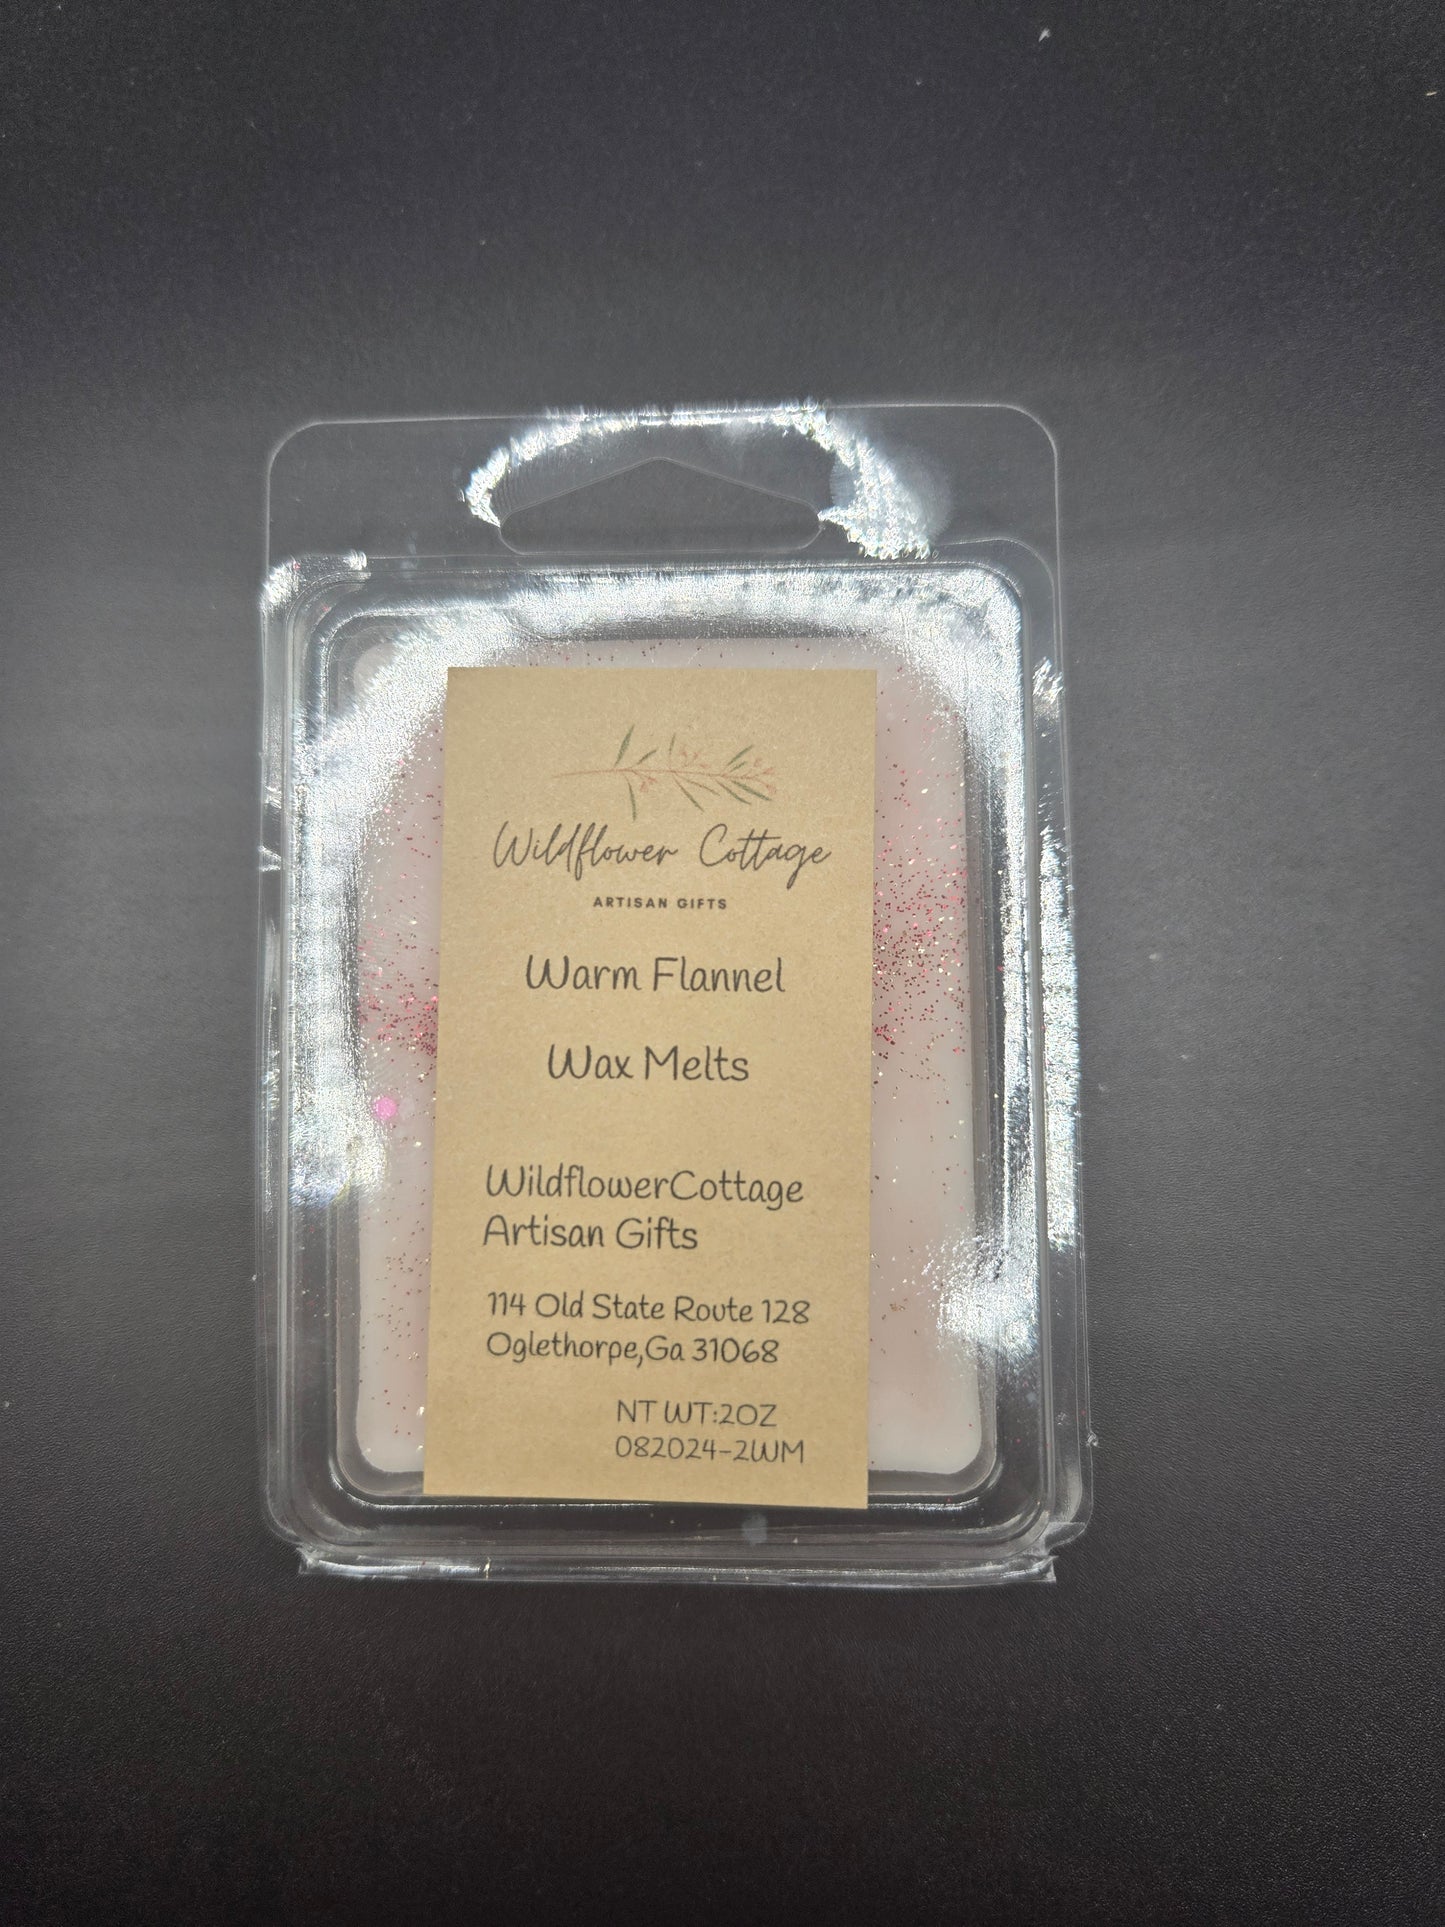 Wildflower Cottage
ARTISAN GIFTS
Warm Flannel
Wax Melts
WildflowerCottage
Artisan Gifts
114 Old State Route 128
Oglethorpe,Ga 31068
NT WT:2OZ
082024-2WM